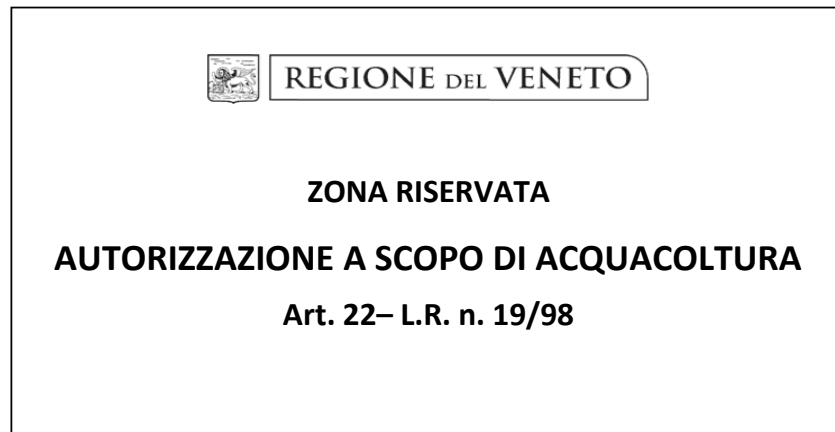 REGIONE DEL VENETO
ZONA RISERVATA
AUTORIZZAZIONE A SCOPO DI ACQUACOLTURA
Art. 22– L.R. n. 19/98